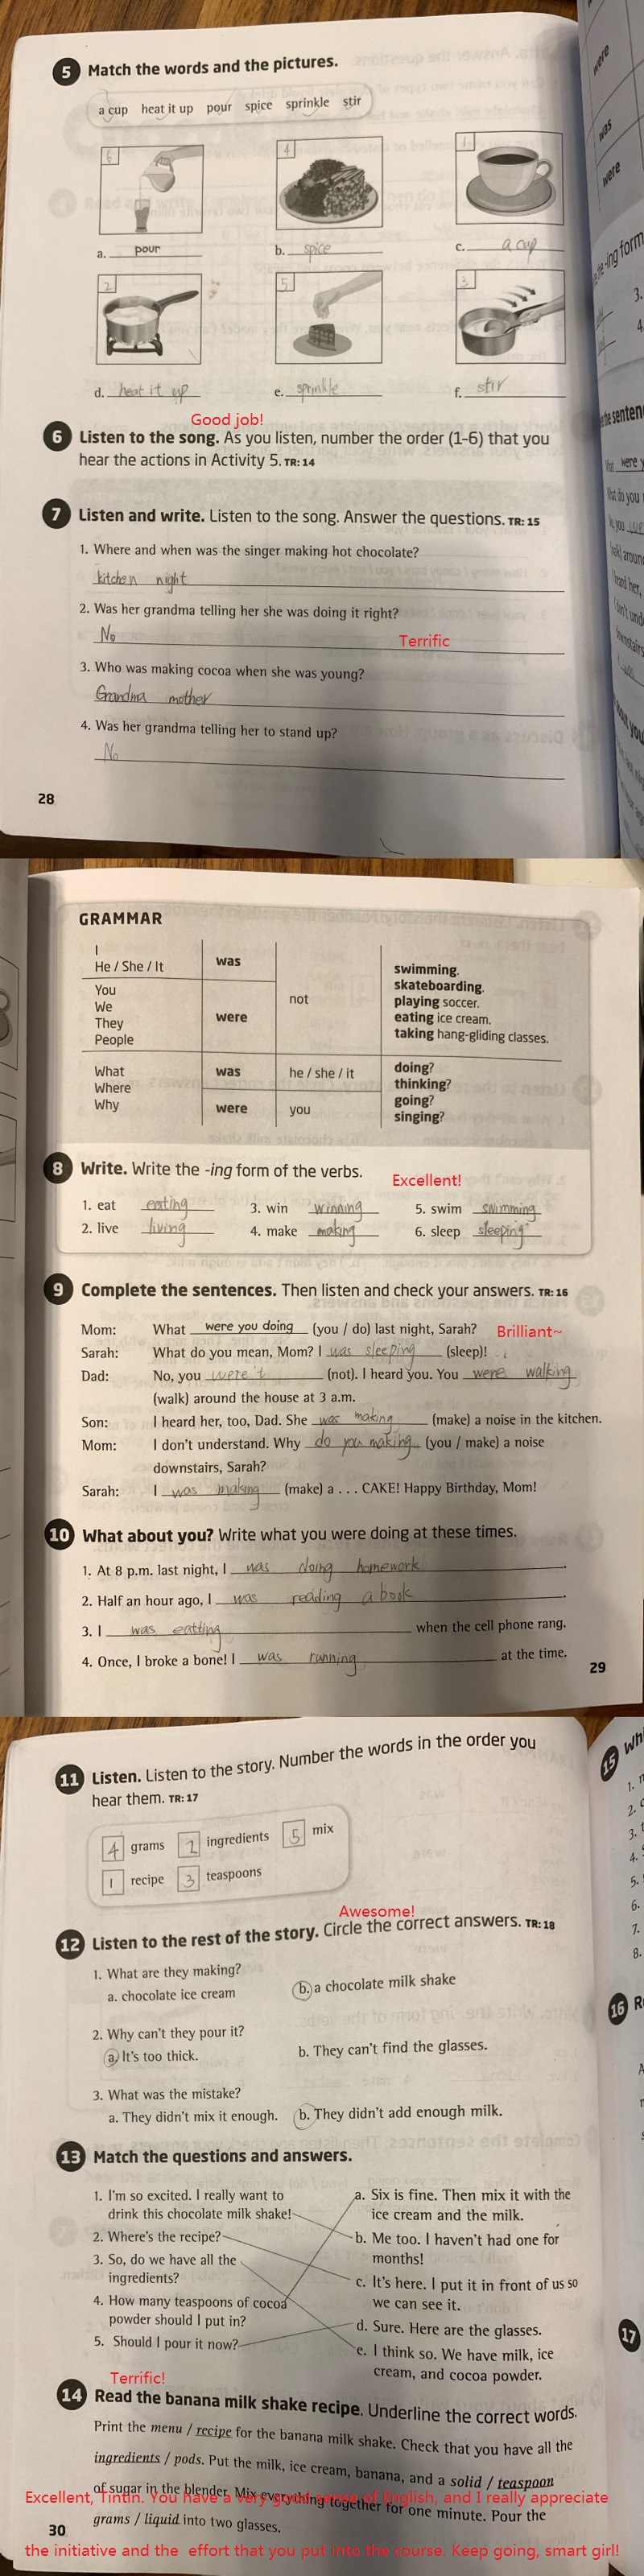 5 Match the words and the pictures.
a cup heat it up pour spice sprinkle stir
6 4 1
a. pour b. spice c. a cup
2 5 3
d. heat it up e. sprinkle f. stir
Good job!
6 Listen to the song. As you listen, number the order (1-6) that you
hear the actions in Activity 5. TR: 14
7 Listen and write. Listen to the song. Answer the questions. TR: 15
1. Where and when was the singer making hot chocolate?
kitchen night
2. Was her grandma telling her she was doing it right?
No
Terrific
3. Who was making cocoa when she was young?
Grandma mother
4. Was her grandma telling her to stand up?
No
28
were
was
were
GRAMMAR
I
He / She / It
was
You
We
They
People
were
not
swimming.
skateboarding.
playing soccer.
eating ice cream.
taking hang-gliding classes.
What
Where
Why
was he / she / it
were you
doing?
thinking?
going?
singing?
8 Write. Write the -ing form of the verbs.
Excellent!
1. eat eating 3. win winning 5. swim swimming
2. live living 4. make making 6. sleep sleeping
9 Complete the sentences. Then listen and check your answers. TR: 16
Mom: What were you doing (you / do) last night, Sarah?
Brilliant~
Sarah: What do you mean, Mom? I was sleeping (sleep)!
Dad: No, you were't (not). I heard you. You were walking
(walk) around the house at 3 a.m.
Son: I heard her, too, Dad. She was making (make) a noise in the kitchen.
Mom: I don't understand. Why do you making (you / make) a noise
downstairs, Sarah?
Sarah: I was making (make) a . . . CAKE! Happy Birthday, Mom!
10 What about you? Write what you were doing at these times.
1. At 8 p.m. last night, I was doing homework .
2. Half an hour ago, I was reading a book .
3. I was eatting when the cell phone rang.
4. Once, I broke a bone! I was running at the time.
29
11 Listen. Listen to the story. Number the words in the order you
hear them. TR: 17
4 grams 2 ingredients 5 mix
1 recipe 3 teaspoons
Awesome!
12 Listen to the rest of the story. Circle the correct answers. TR: 18
1. What are they making?
a. chocolate ice cream b. a chocolate milk shake
2. Why can't they pour it?
a. It's too thick. b. They can't find the glasses.
3. What was the mistake?
a. They didn't mix it enough. b. They didn't add enough milk.
13 Match the questions and answers.
1. I'm so excited. I really want to
drink this chocolate milk shake!
2. Where's the recipe?
3. So, do we have all the
ingredients?
4. How many teaspoons of cocoa
powder should I put in?
5. Should I pour it now?
a. Six is fine. Then mix it with the
ice cream and the milk.
b. Me too. I haven't had one for
months!
c. It's here. I put it in front of us so
we can see it.
d. Sure. Here are the glasses.
e. I think so. We have milk, ice
cream, and cocoa powder.
Terrific!
14 Read the banana milk shake recipe. Underline the correct words.
Print the menu / recipe for the banana milk shake. Check that you have all the
ingredients / pods. Put the milk, ice cream, banana, and a solid / teaspoon
of sugar in the blender. Mix everything together for one minute. Pour the
grams / liquid into two glasses.
Excellent, Tintin. You have a very good sense of English, and I really appreciate
the initiative and the effort that you put into the course. Keep going, smart girl!
30
15
16
17